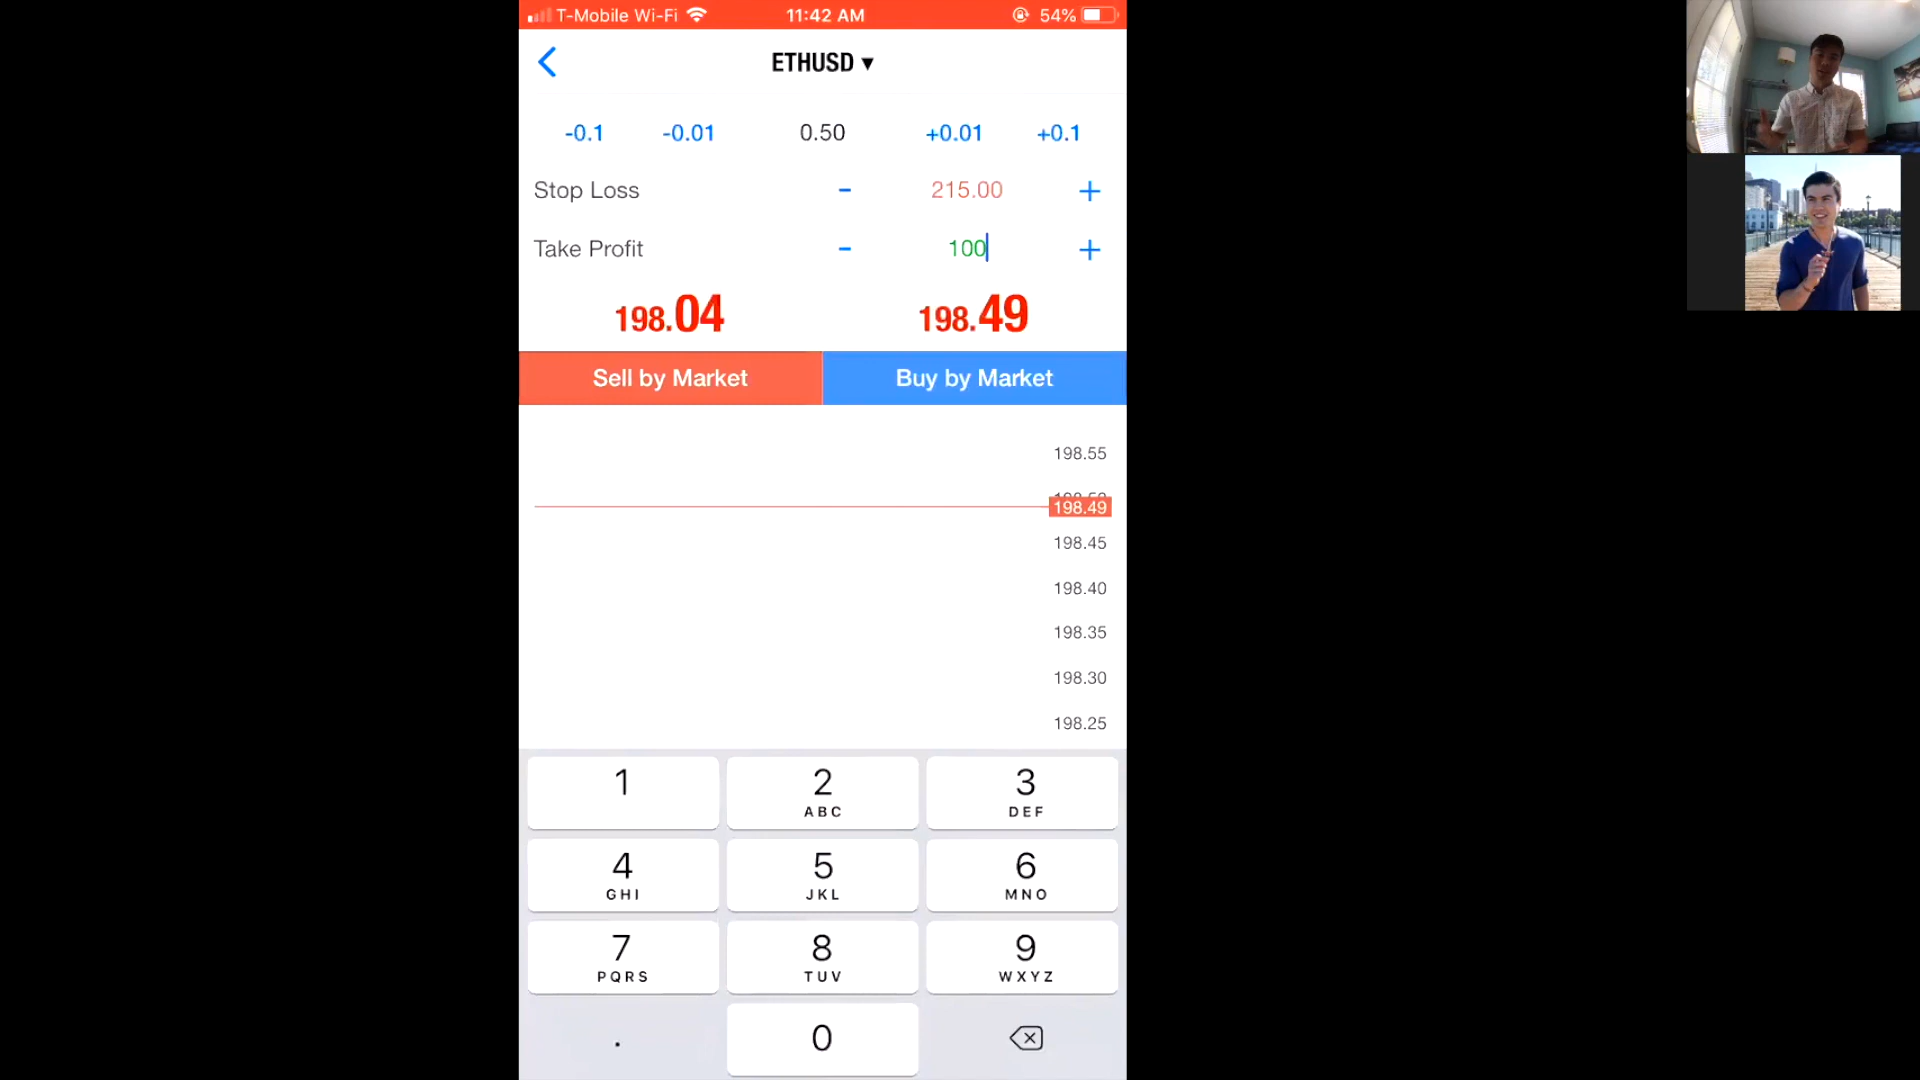 T-Mobile Wi-Fi 11:42 AM 54%
ETHUSD ▼
-0.1 -0.01 0.50 +0.01 +0.1
Stop Loss - 215.00 +
Take Profit - 100 +
198.04 198.49
Sell by Market Buy by Market
198.55
198.49
198.45
198.40
198.35
198.30
198.25
1 2 3
ABC DEF
4 5 6
GHI JKL MNO
7 8 9
PQRS TUV WXYZ
. 0